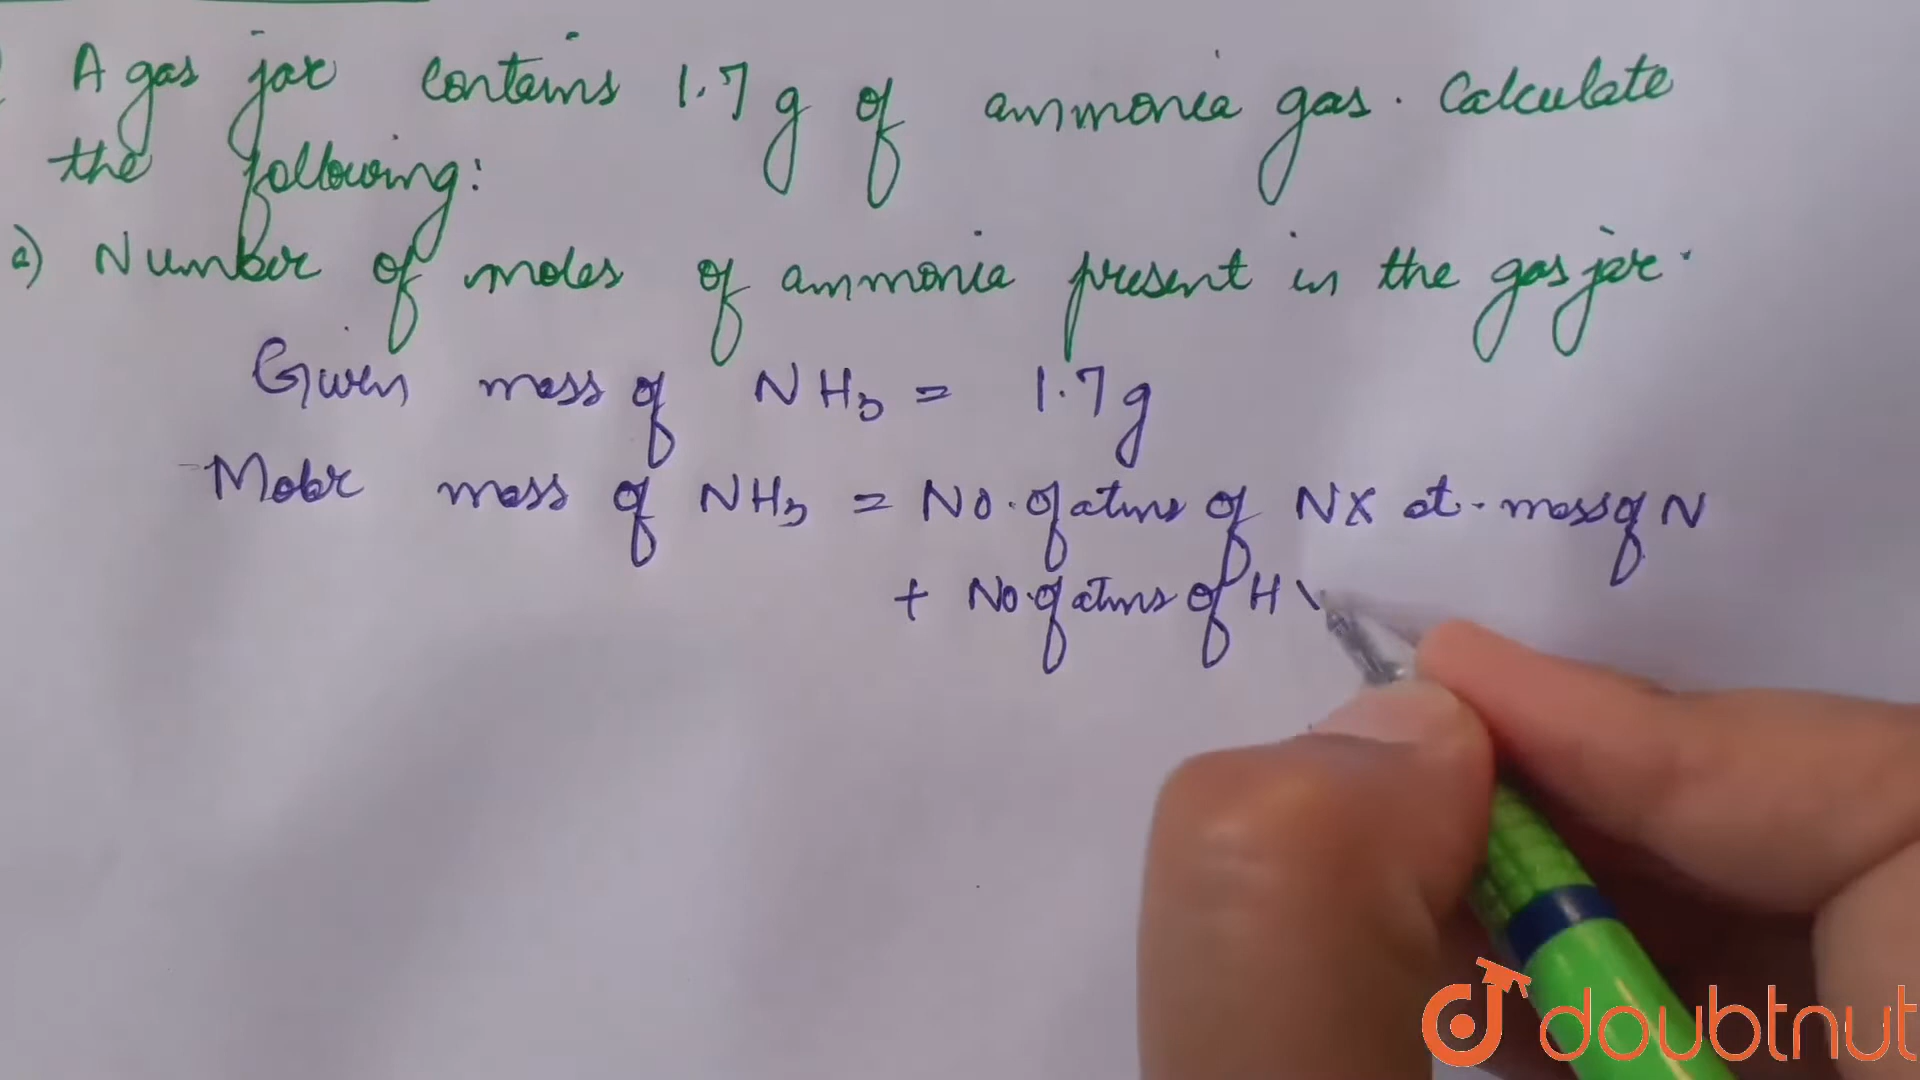 A gas jar contains 1.7 g of ammonia gas. Calculate
the following:
a) Number of moles of ammonia present in the gas jar.
Given mass of NH3 = 1.7g
Molar mass of NH3 = No. of atms of N X at. mass of N
+ No. of atms of H
doubtnut